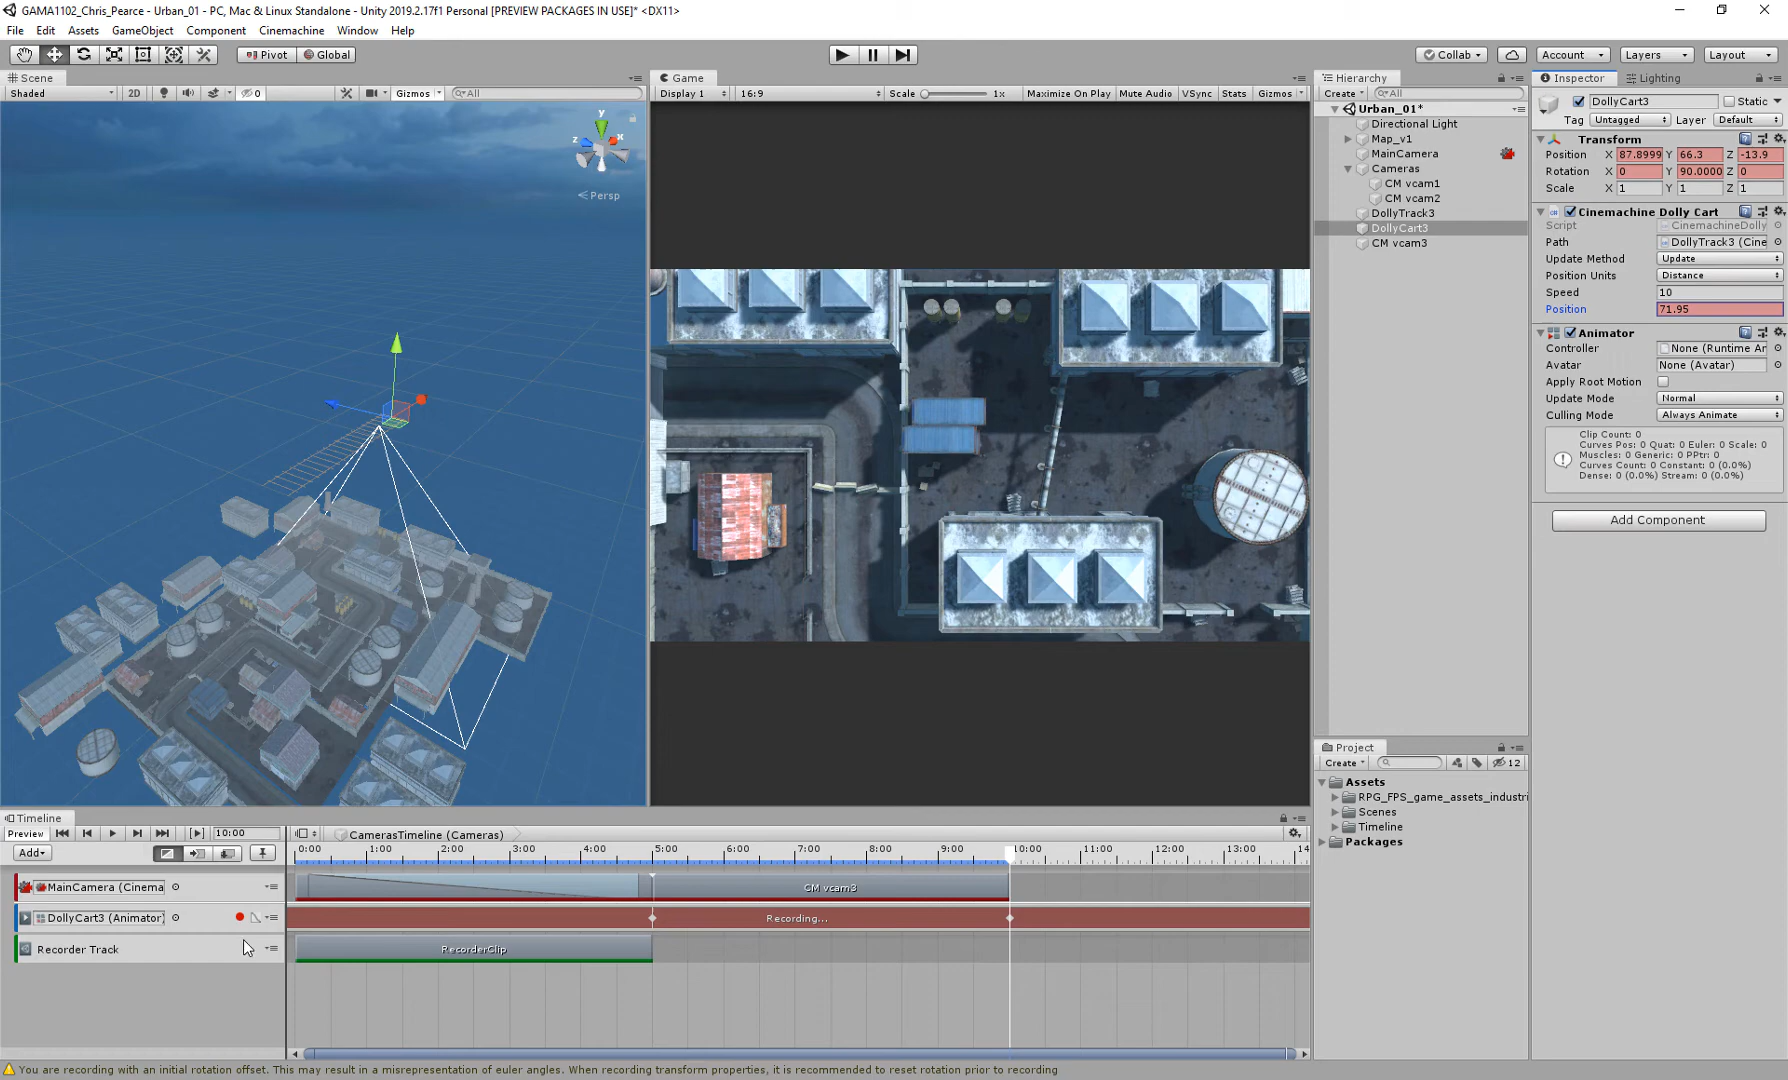 GAMA1102_Chris_Pearce - Urban_01 - PC, Mac & Linux Standalone - Unity 2019.2.17f1 Personal [PREVIEW PACKAGES IN USE]* <DX11>
File Edit Assets GameObject Component Cinemachine Window Help
Pivot Global Collab Account Layers Layout
Scene
Shaded 2D 0 Gizmos All
y
z x
Persp
Game
Display 1 16:9 Scale 1x Maximize On Play Mute Audio VSync Stats Gizmos
Hierarchy
Create All
Urban_01*
Directional Light
Map_v1
MainCamera
Cameras
CM vcam1
CM vcam2
DollyTrack3
DollyCart3
CM vcam3
Inspector Lighting
DollyCart3 Static
Tag Untagged Layer Default
Transform
Position X 87.8999 Y 66.3 Z -13.9
Rotation X 0 Y 90.0000 Z 0
Scale X 1 Y 1 Z 1
Cinemachine Dolly Cart
Script CinemachineDolly
Path DollyTrack3 (Cine
Update Method Update
Position Units Distance
Speed 10
Position 71.95
Animator
Controller None (Runtime Ar
Avatar None (Avatar)
Apply Root Motion
Update Mode Normal
Culling Mode Always Animate
Clip Count: 0
Curves Pos: 0 Quat: 0 Euler: 0 Scale: 0
Muscles: 0 Generic: 0 PPtr: 0
Curves Count: 0 Constant: 0 (0.0%)
Dense: 0 (0.0%) Stream: 0 (0.0%)
Add Component
Project
Create 12
Assets
RPG_FPS_game_assets_industri
Scenes
Timeline
Packages
Timeline
Preview 10:00 CamerasTimeline (Cameras)
Add 0:00 1:00 2:00 3:00 4:00 5:00 6:00 7:00 8:00 9:00 10:00 11:00 12:00 13:00 14
MainCamera (Cinema CM vcam3
DollyCart3 (Animator) Recording...
Recorder Track RecorderClip
You are recording with an initial rotation offset. This may result in a misrepresentation of euler angles. When recording transform properties, it is recommended to reset rotation prior to recording